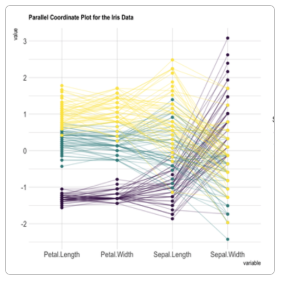 Parallel Coordinate Plot for the Iris Data
value
3
2
1
0
-1
-2
Petal.Length Petal.Width Sepal.Length Sepal.Width
variable